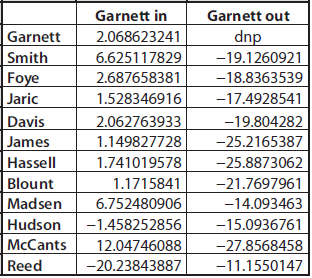 Garnett in Garnett out
Garnett 2.068623241 dnp
Smith 6.625117829 −19.1260921
Foye 2.687658381 −18.8363539
Jaric 1.528346916 −17.4928541
Davis 2.062763933 −19.804282
James 1.149827728 −25.2165387
Hassell 1.741019578 −25.8873062
Blount 1.1715841 −21.7697961
Madsen 6.752480906 −14.093463
Hudson −1.458252856 −15.0936761
McCants 12.04746088 −27.8568458
Reed −20.23843887 −11.1550147